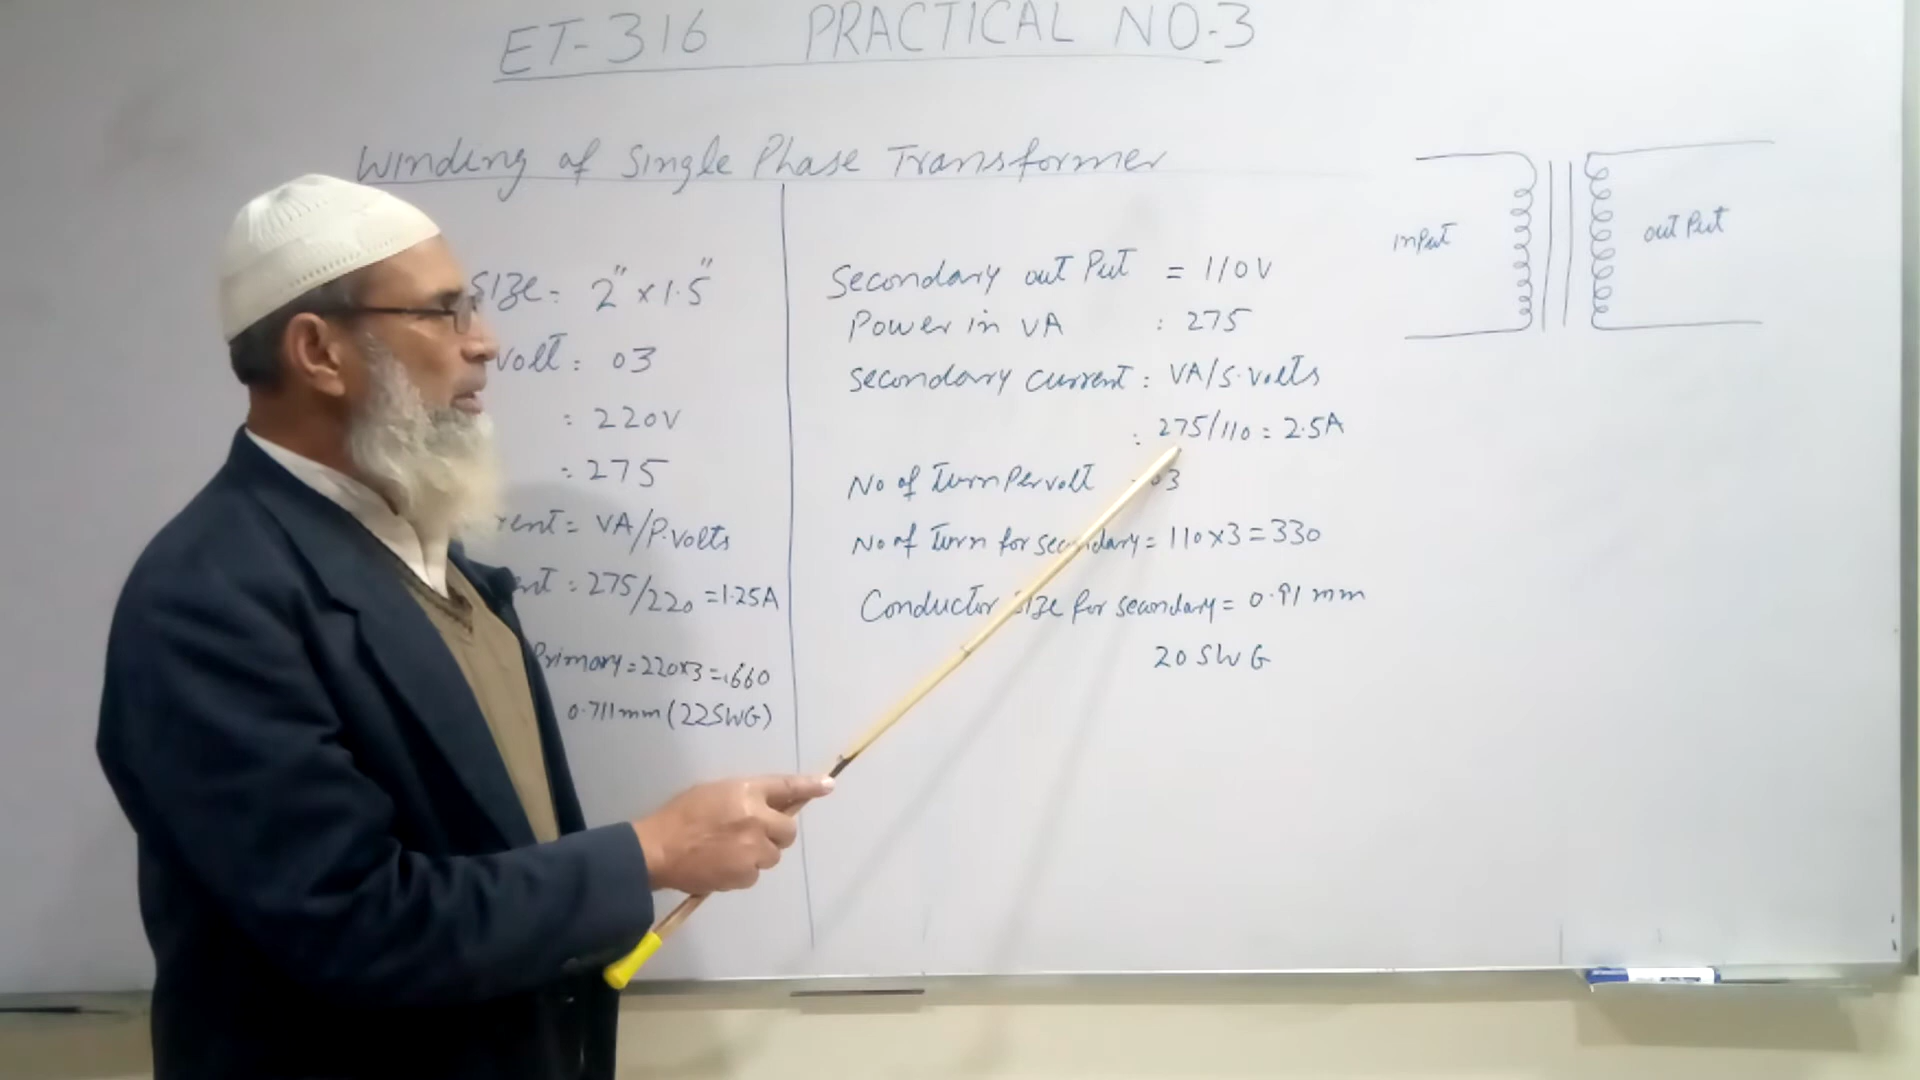 ET-316 PRACTICAL NO-3
Winding of Single Phase Transformer
SIZE = 2" x 1.5"
volt : 03
: 220V
: 275
rent = VA/P.volts
nt : 275/220 = 1.25A
Primary = 220x3 = 660
0.711mm (22SWG)
Secondary out Put = 110V
Power in VA : 275
Secondary Current : VA/S.volts
: 275/110 = 2.5A
No of Turn Per volt 03
No of Turn for secondary = 110x3 = 330
Conductor Size for secondary = 0.91 mm
20 SWG
inPut
outPut